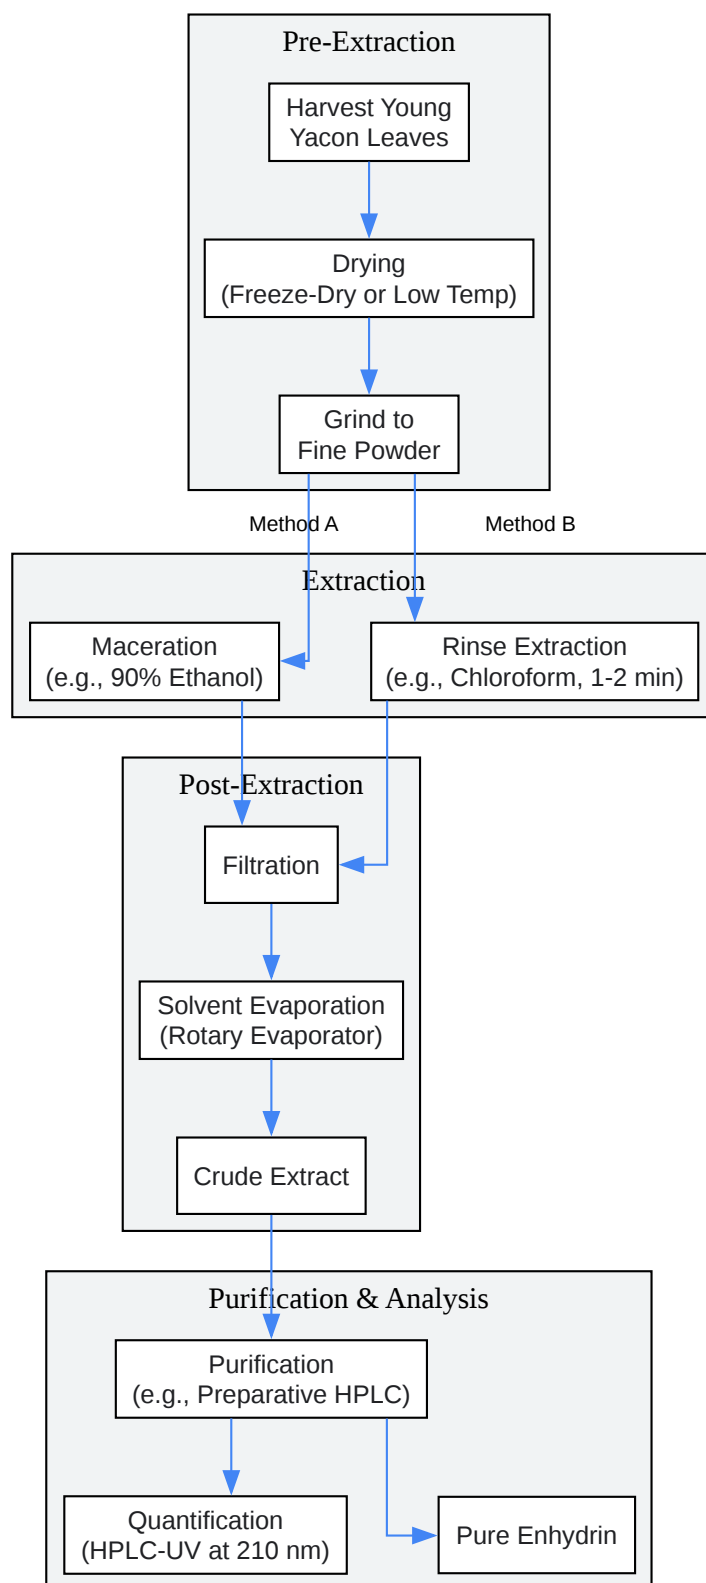 Pre-Extraction
Harvest Young
Yacon Leaves
Drying
(Freeze-Dry or Low Temp)
Grind to
Fine Powder
Method A
Method B
Extraction
Maceration
(e.g., 90% Ethanol)
Rinse Extraction
(e.g., Chloroform, 1-2 min)
Post-Extraction
Filtration
Solvent Evaporation
(Rotary Evaporator)
Crude Extract
Purification & Analysis
Purification
(e.g., Preparative HPLC)
Quantification
(HPLC-UV at 210 nm)
Pure Enhydrin